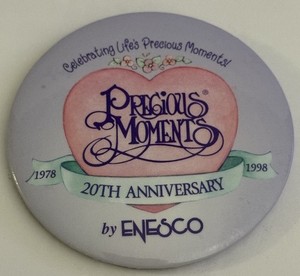 Celebrating Life's Precious Moments!
PRECIOUS®
MOMENTS
1978 1998
20TH ANNIVERSARY
by ENESCO